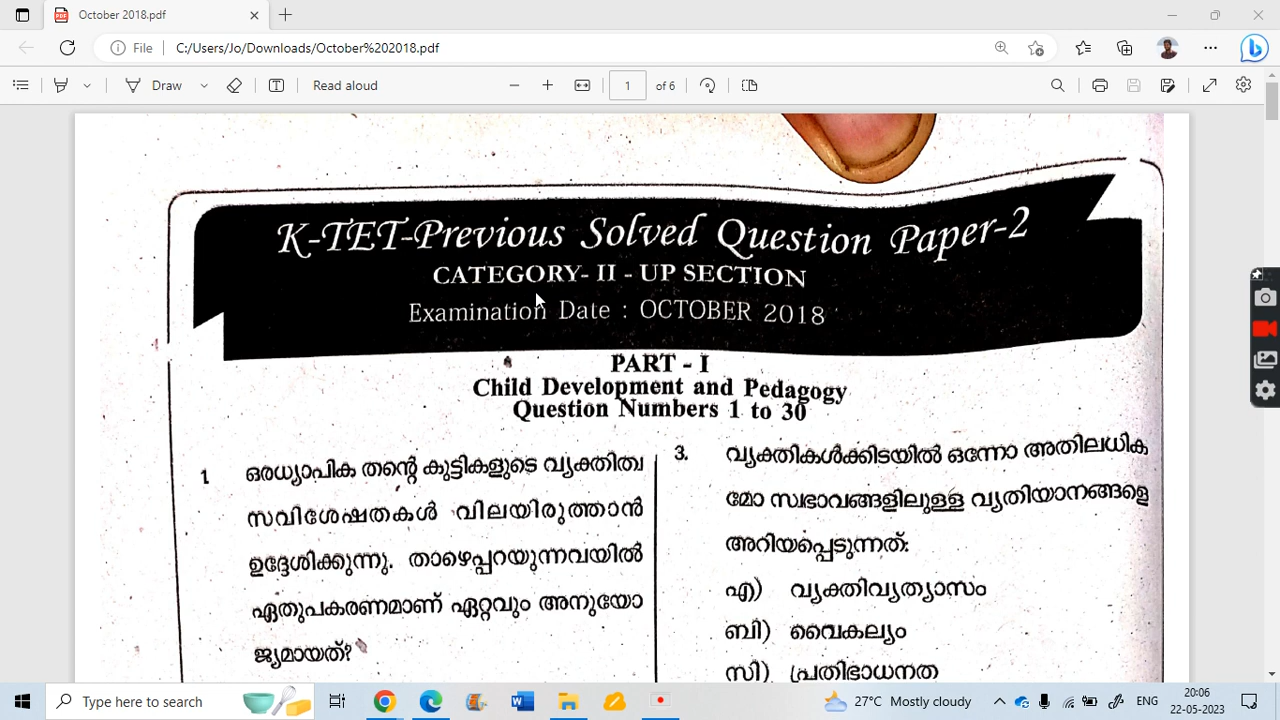 October 2018.pdf
File C:/Users/Jo/Downloads/October%202018.pdf
Draw Read aloud 1 of 6
K-TET-Previous Solved Question Paper-2
CATEGORY- II - UP SECTION
Examination Date : OCTOBER 2018
PART - I
Child Development and Pedagogy
Question Numbers 1 to 30
1 ഒരധ്യാപിക തന്റെ കുട്ടികളുടെ വ്യക്തിത്വ
സവിശേഷതകൾ വിലയിരുത്താൻ
ഉദ്ദേശിക്കുന്നു. താഴെപ്പറയുന്നവയിൽ
ഏതുപകരണമാണ് ഏറ്റവും അനുയോ
ജ്യമായത്?
3. വ്യക്തികൾക്കിടയിൽ ഒന്നോ അതിലധിക
മോ സ്വഭാവങ്ങളിലുള്ള വ്യതിയാനങ്ങളെ
അറിയപ്പെടുന്നത്:
എ) വ്യക്തിവ്യത്യാസം
ബി) വൈകല്യം
സി) പ്രതിഭാധനത
Type here to search
27°C Mostly cloudy
ENG
20:06
22-05-2023